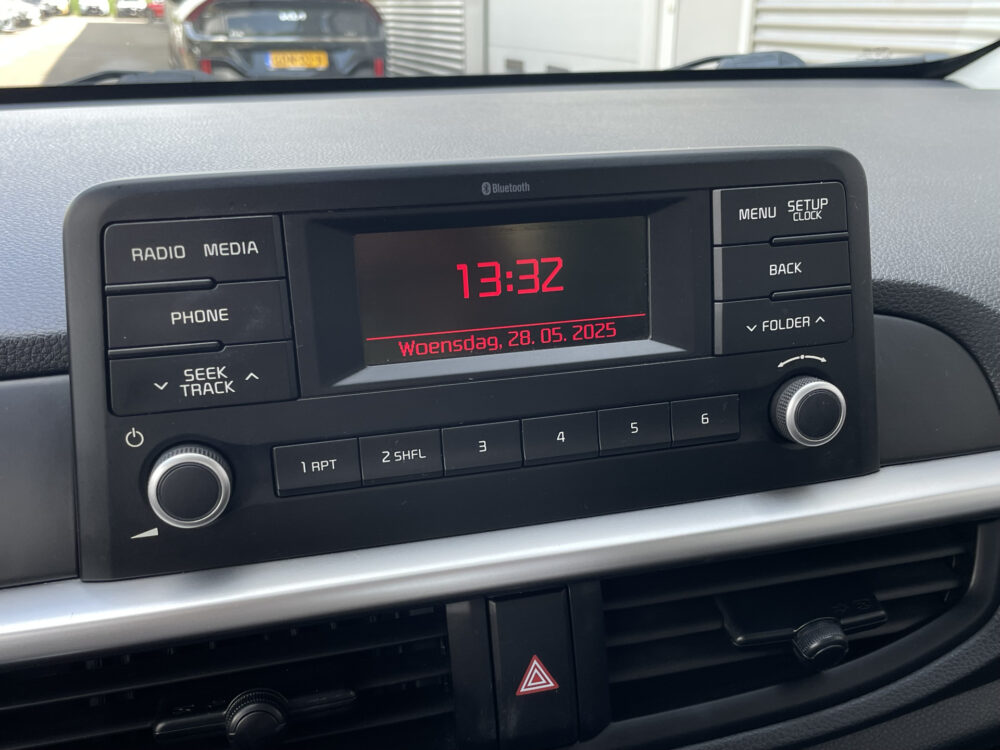 KIA
Bluetooth
RADIO MEDIA
PHONE
SEEK
TRACK
13:32
Woensdag, 28. 05. 2025
MENU SETUP
CLOCK
BACK
FOLDER
1 RPT
2 SHFL
3
4
5
6